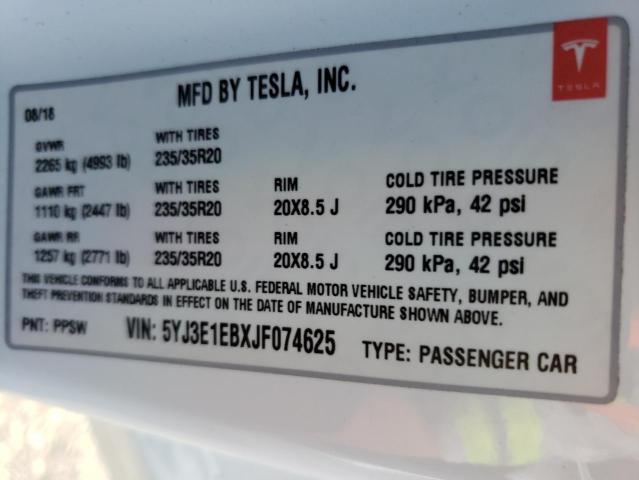 MFD BY TESLA, INC.
TESLA
08/18
GVWR WITH TIRES
2265 kg (4993 lb) 235/35R20
GAWR FRT WITH TIRES RIM COLD TIRE PRESSURE
1110 kg (2447 lb) 235/35R20 20X8.5 J 290 kPa, 42 psi
GAWR RR WITH TIRES RIM COLD TIRE PRESSURE
1257 kg (2771 lb) 235/35R20 20X8.5 J 290 kPa, 42 psi
THIS VEHICLE CONFORMS TO ALL APPLICABLE U.S. FEDERAL MOTOR VEHICLE SAFETY, BUMPER, AND
THEFT PREVENTION STANDARDS IN EFFECT ON THE DATE OF MANUFACTURE SHOWN ABOVE.
PNT: PPSW VIN: 5YJ3E1EBXJF074625 TYPE: PASSENGER CAR